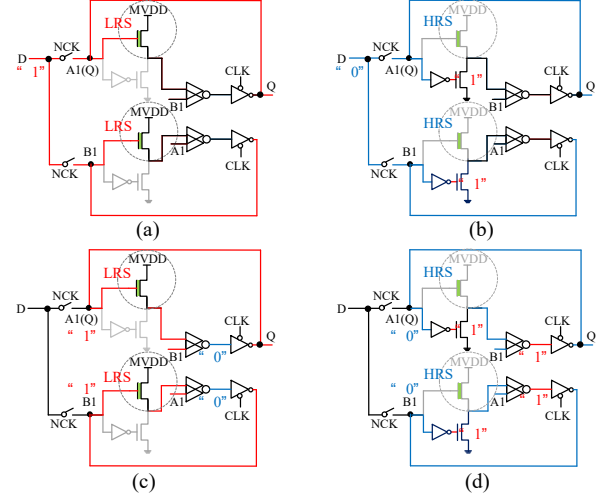 MVDD
LRS
NCK
D
CLK
“ 1”
A1(Q)
Q
B1
MVDD
LRS
B1
A1
NCK
CLK
(a)
MVDD
HRS
NCK
D
CLK
“ 0”
A1(Q)
“ 1”
Q
B1
MVDD
HRS
B1
A1
NCK
“ 1”
CLK
(b)
MVDD
LRS
NCK
D
CLK
A1(Q)
Q
“ 1”
B1
“ 0”
MVDD
“ 1”
LRS
B1
A1
“ 0”
NCK
CLK
(c)
MVDD
HRS
NCK
D
CLK
A1(Q)
Q
“ 0”
“ 1”
B1
“ 1”
MVDD
“ 0”
HRS
B1
A1
“ 1”
NCK
“ 1”
CLK
(d)